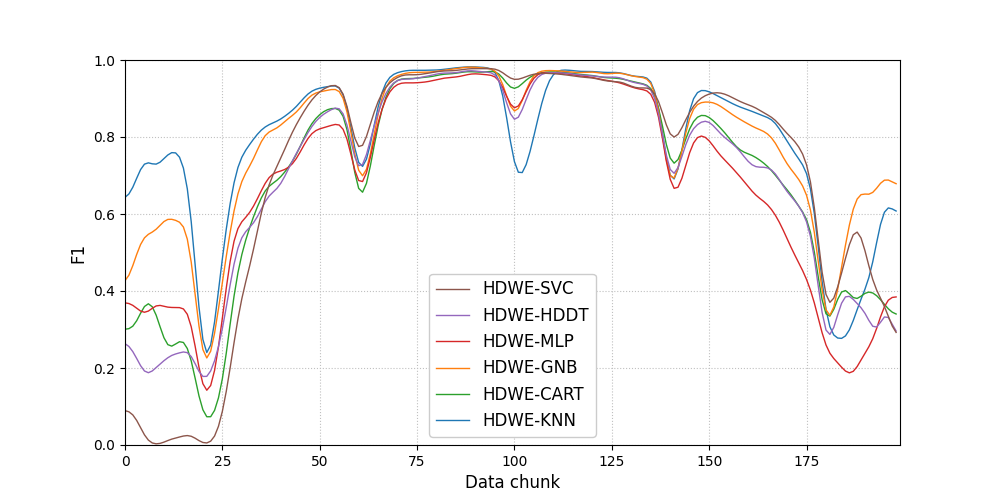 1.0
0.8
0.6
0.4
0.2
0.0
F1
HDWE-SVC
HDWE-HDDT
HDWE-MLP
HDWE-GNB
HDWE-CART
HDWE-KNN
0 25 50 75 100 125 150 175
Data chunk